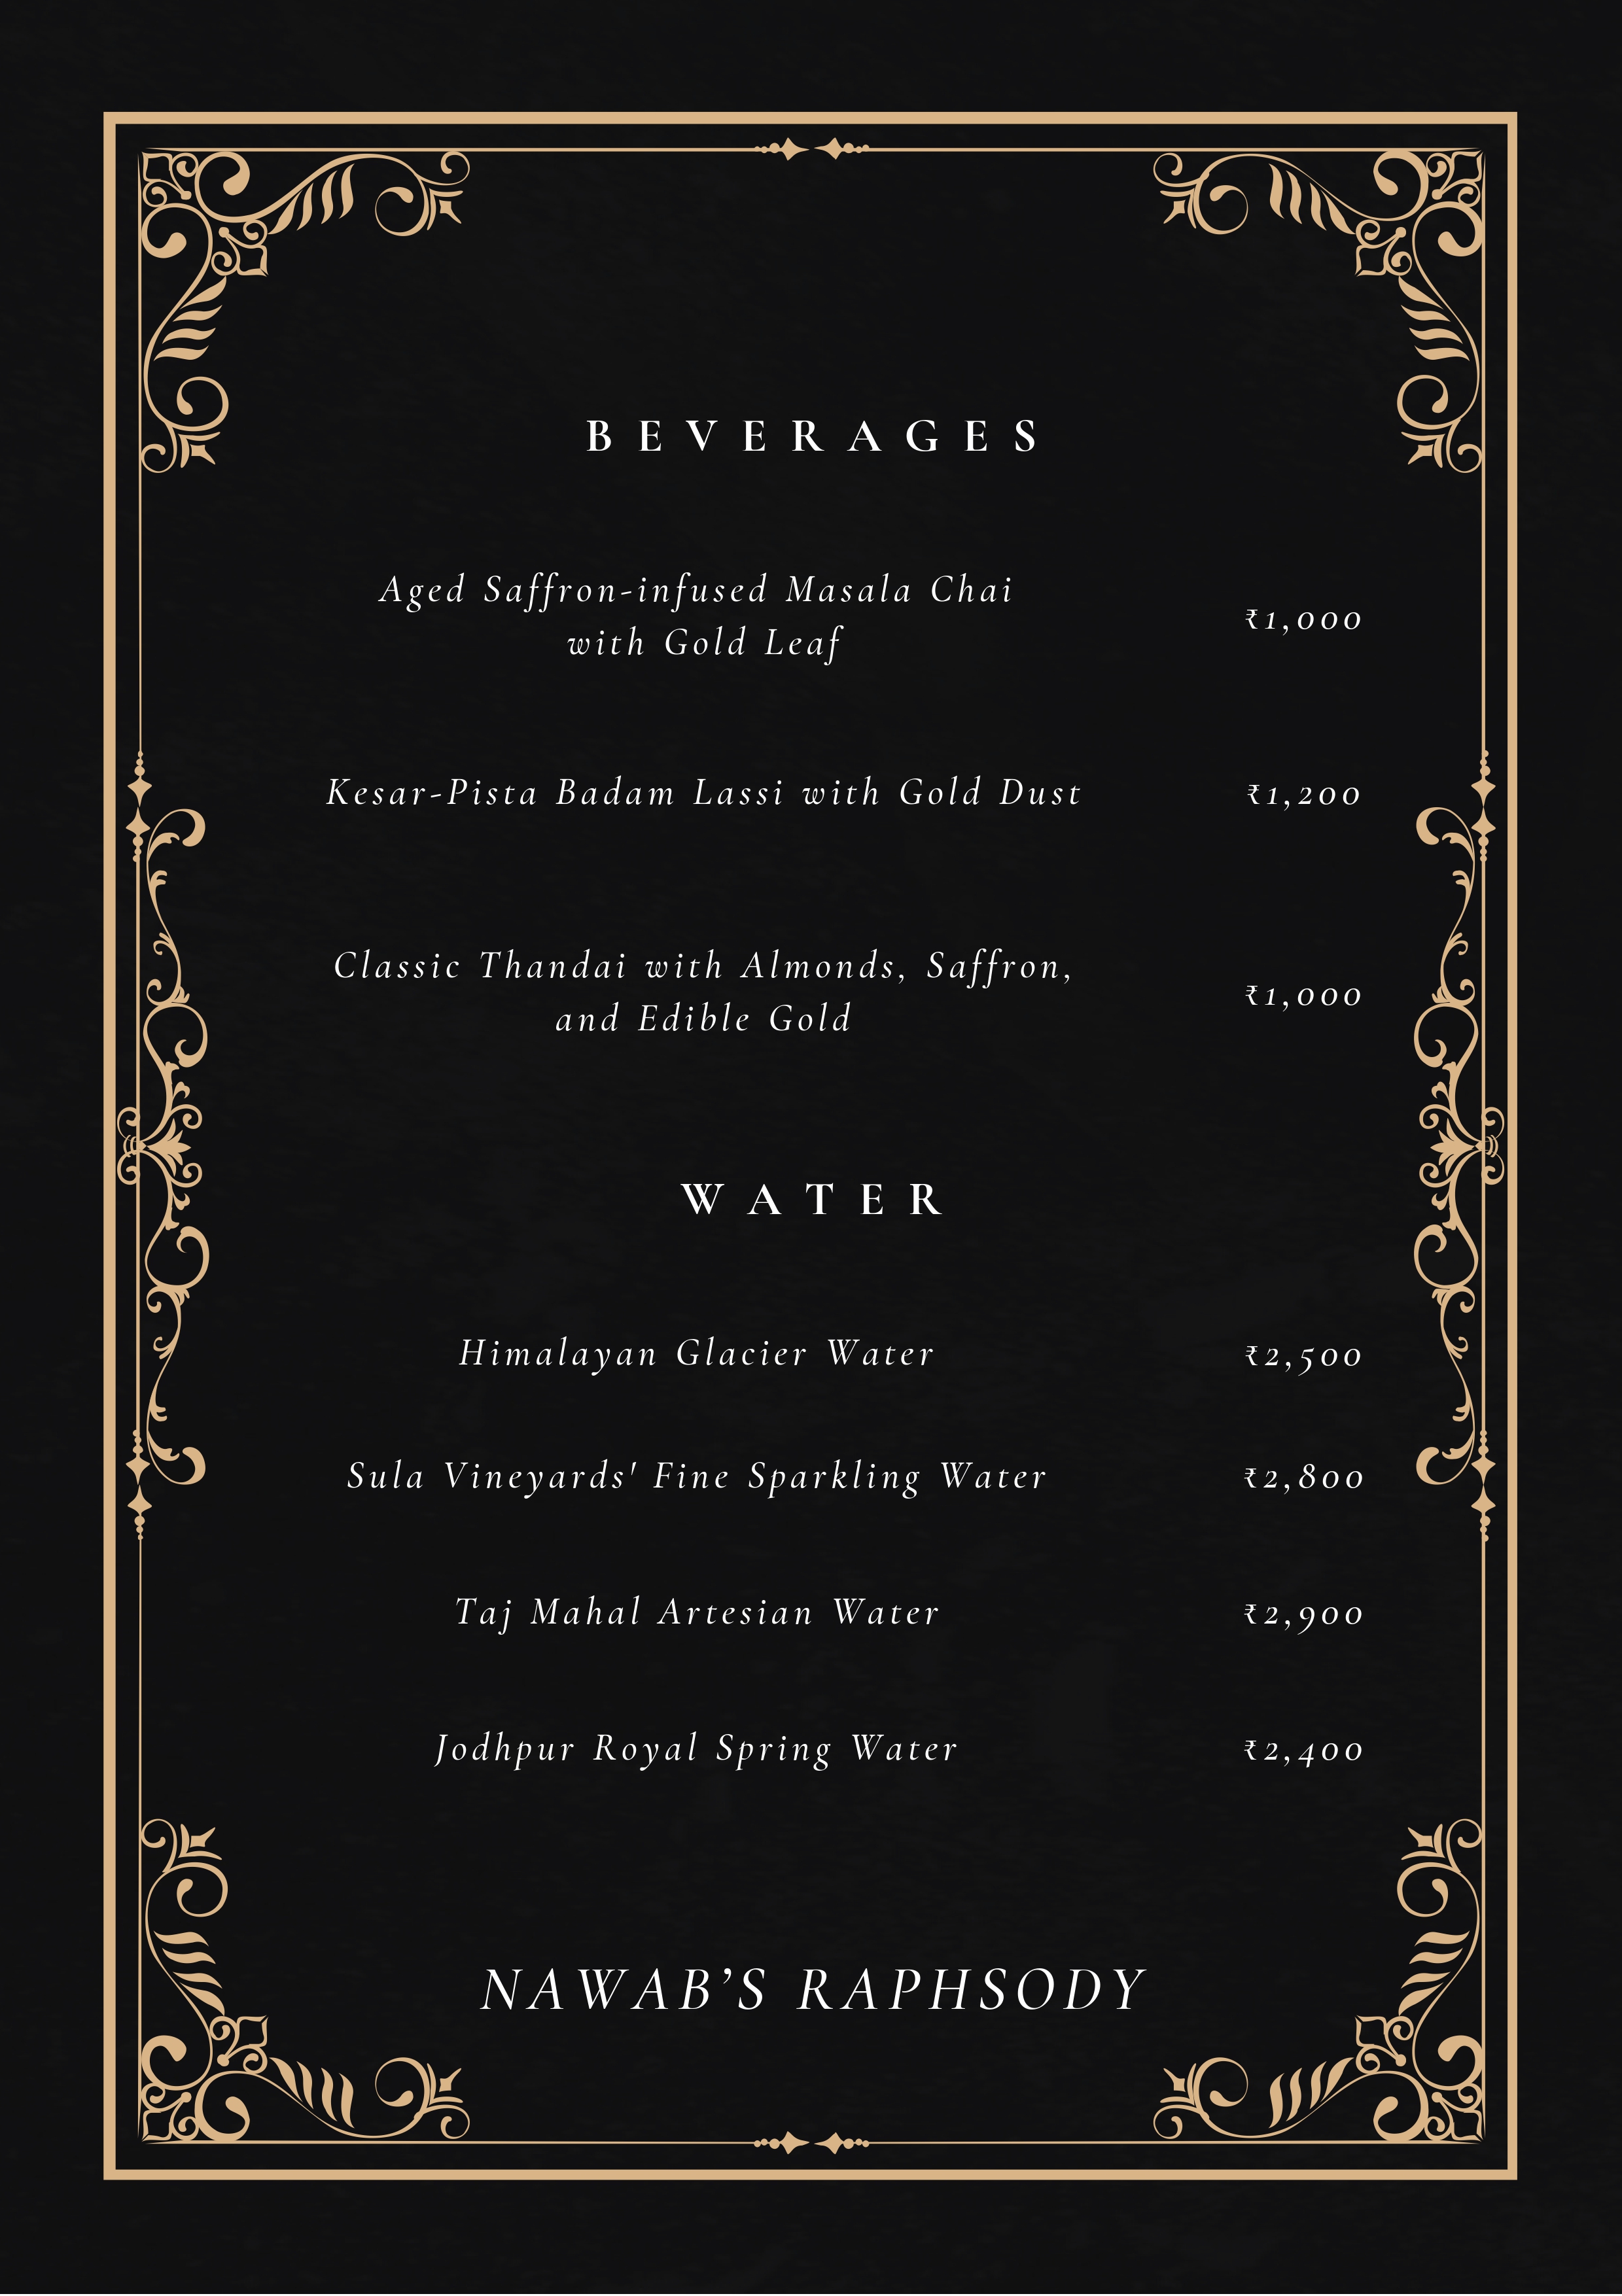 BEVERAGES
Aged Saffron-infused Masala Chai
with Gold Leaf
₹1,000
Kesar-Pista Badam Lassi with Gold Dust
₹1,200
Classic Thandai with Almonds, Saffron,
and Edible Gold
₹1,000
WATER
Himalayan Glacier Water
₹2,500
Sula Vineyards' Fine Sparkling Water
₹2,800
Taj Mahal Artesian Water
₹2,900
Jodhpur Royal Spring Water
₹2,400
NAWAB’S RAPHSODY